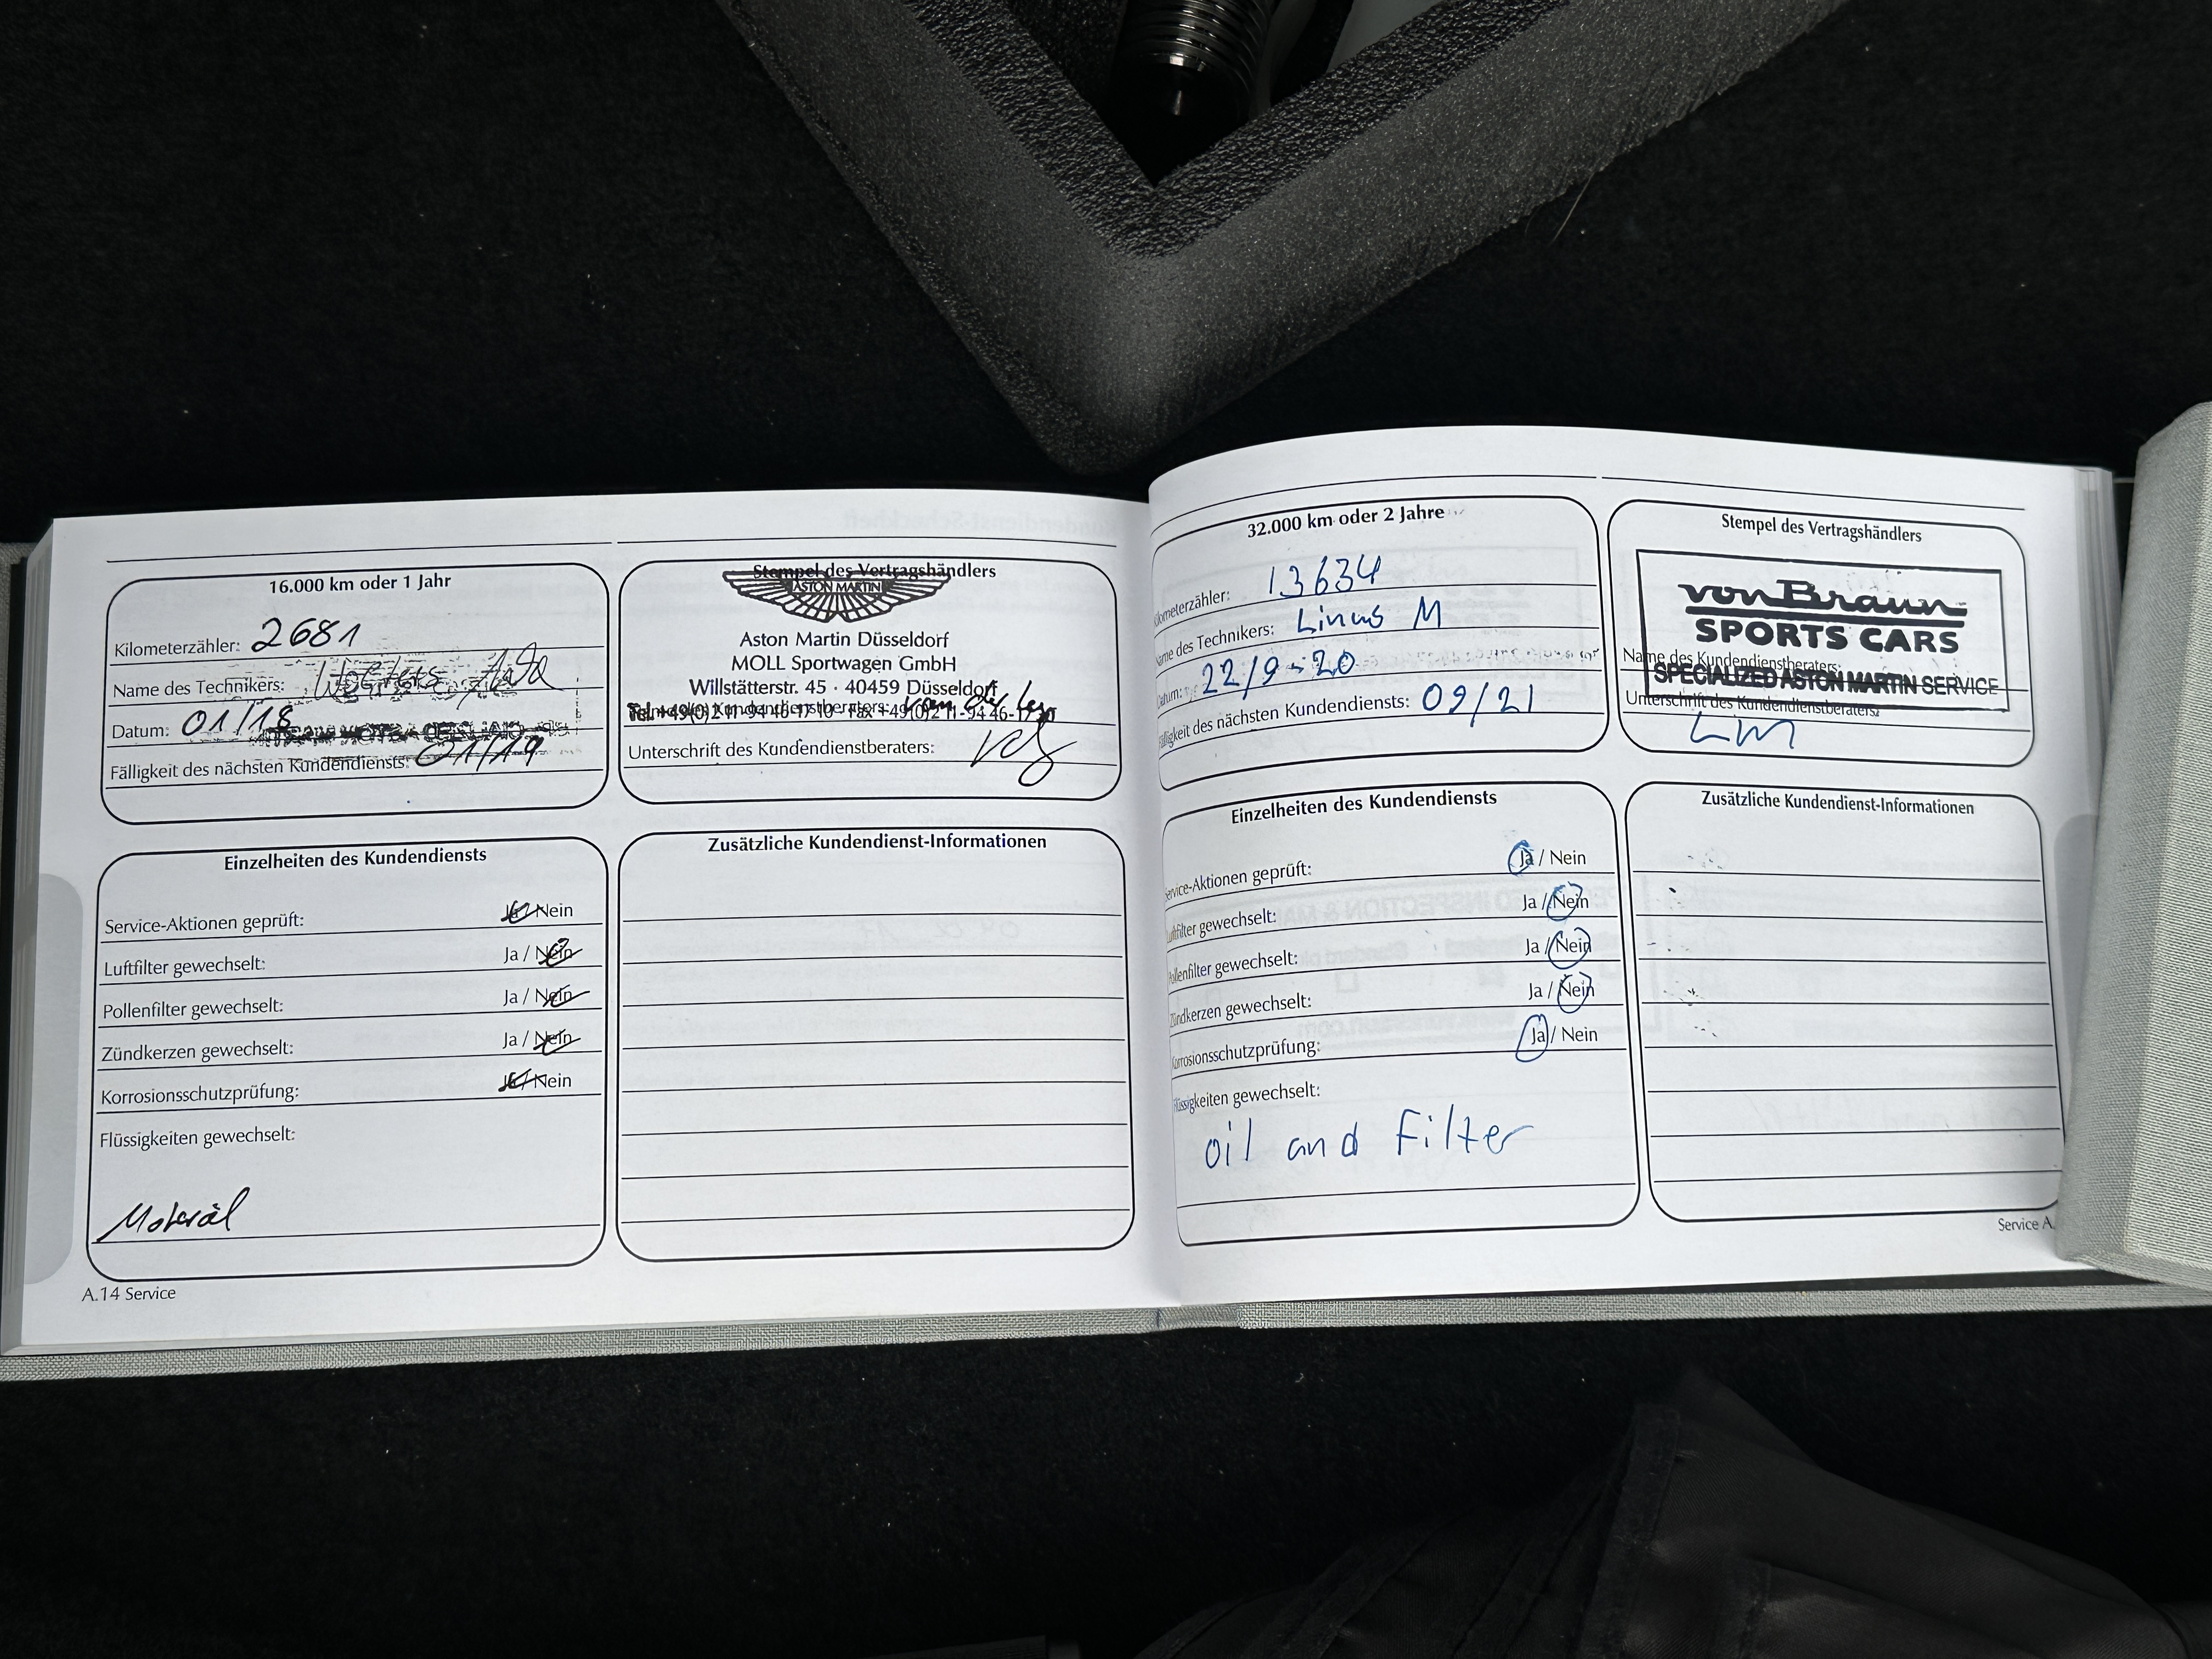 16.000 km oder 1 Jahr
Kilometerzähler: 2681
Name des Technikers:
Datum: 01/18
Fälligkeit des nächsten Kundendiensts: 01/19
Stempel des Vertragshändlers
ASTON MARTIN
Aston Martin Düsseldorf
MOLL Sportwagen GmbH
Willstätterstr. 45 · 40459 Düsseldorf
Unterschrift des Kundendienstberaters:
Einzelheiten des Kundendiensts
Service-Aktionen geprüft: Ja / Nein
Luftfilter gewechselt: Ja / Nein
Pollenfilter gewechselt: Ja / Nein
Zündkerzen gewechselt: Ja / Nein
Korrosionsschutzprüfung: Ja / Nein
Flüssigkeiten gewechselt:
Motoröl
Zusätzliche Kundendienst-Informationen
A.14 Service
32.000 km oder 2 Jahre
Kilometerzähler: 13634
Name des Technikers: Linus M
Datum: 22/9-20
Fälligkeit des nächsten Kundendiensts: 09/21
Stempel des Vertragshändlers
von Braun
SPORTS CARS
Name des Kundendienstberaters:
SPECIALIZED ASTON MARTIN SERVICE
Unterschrift des Kundendienstberaters:
LM
Einzelheiten des Kundendiensts
Service-Aktionen geprüft: Ja / Nein
Luftfilter gewechselt: Ja / Nein
Pollenfilter gewechselt: Ja / Nein
Zündkerzen gewechselt: Ja / Nein
Korrosionsschutzprüfung: Ja / Nein
Flüssigkeiten gewechselt:
oil and Filter
Zusätzliche Kundendienst-Informationen
Service A.